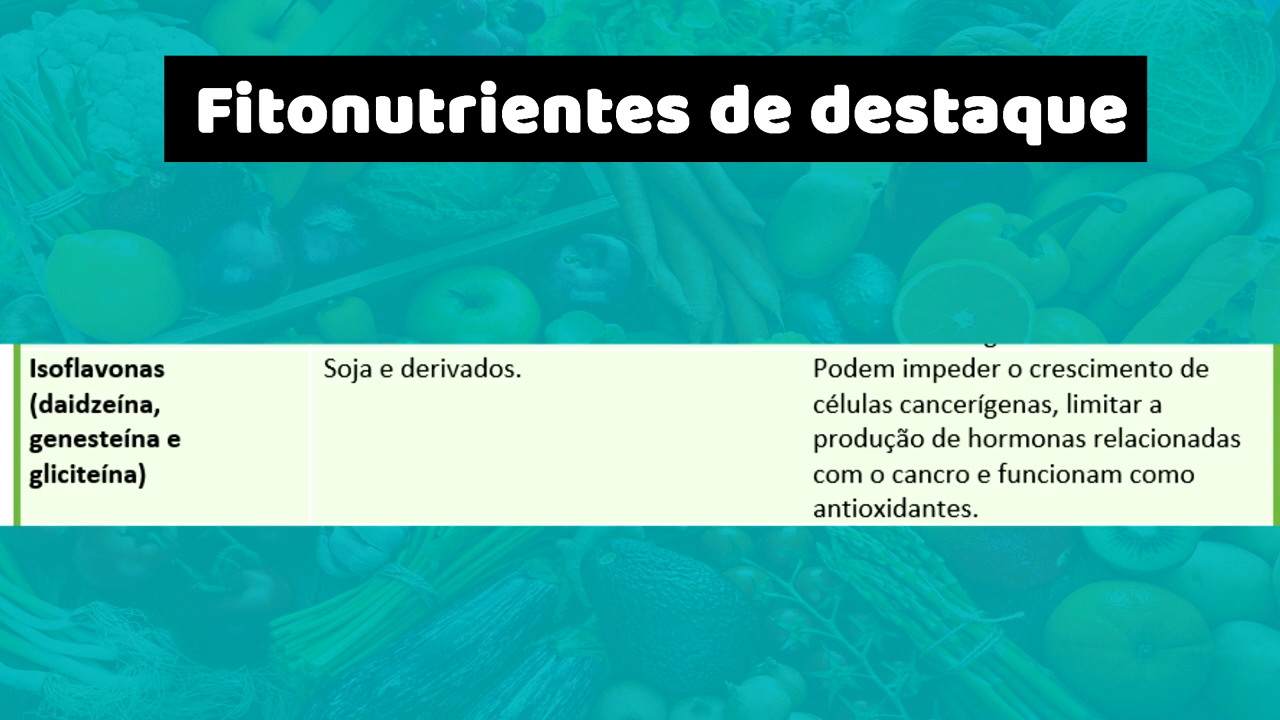 Fitonutrientes de destaque
Isoflavonas
(daidzeína,
genesteína e
gliciteína)
Soja e derivados.
Podem impeder o crescimento de
células cancerígenas, limitar a
produção de hormonas relacionadas
com o cancro e funcionam como
antioxidantes.